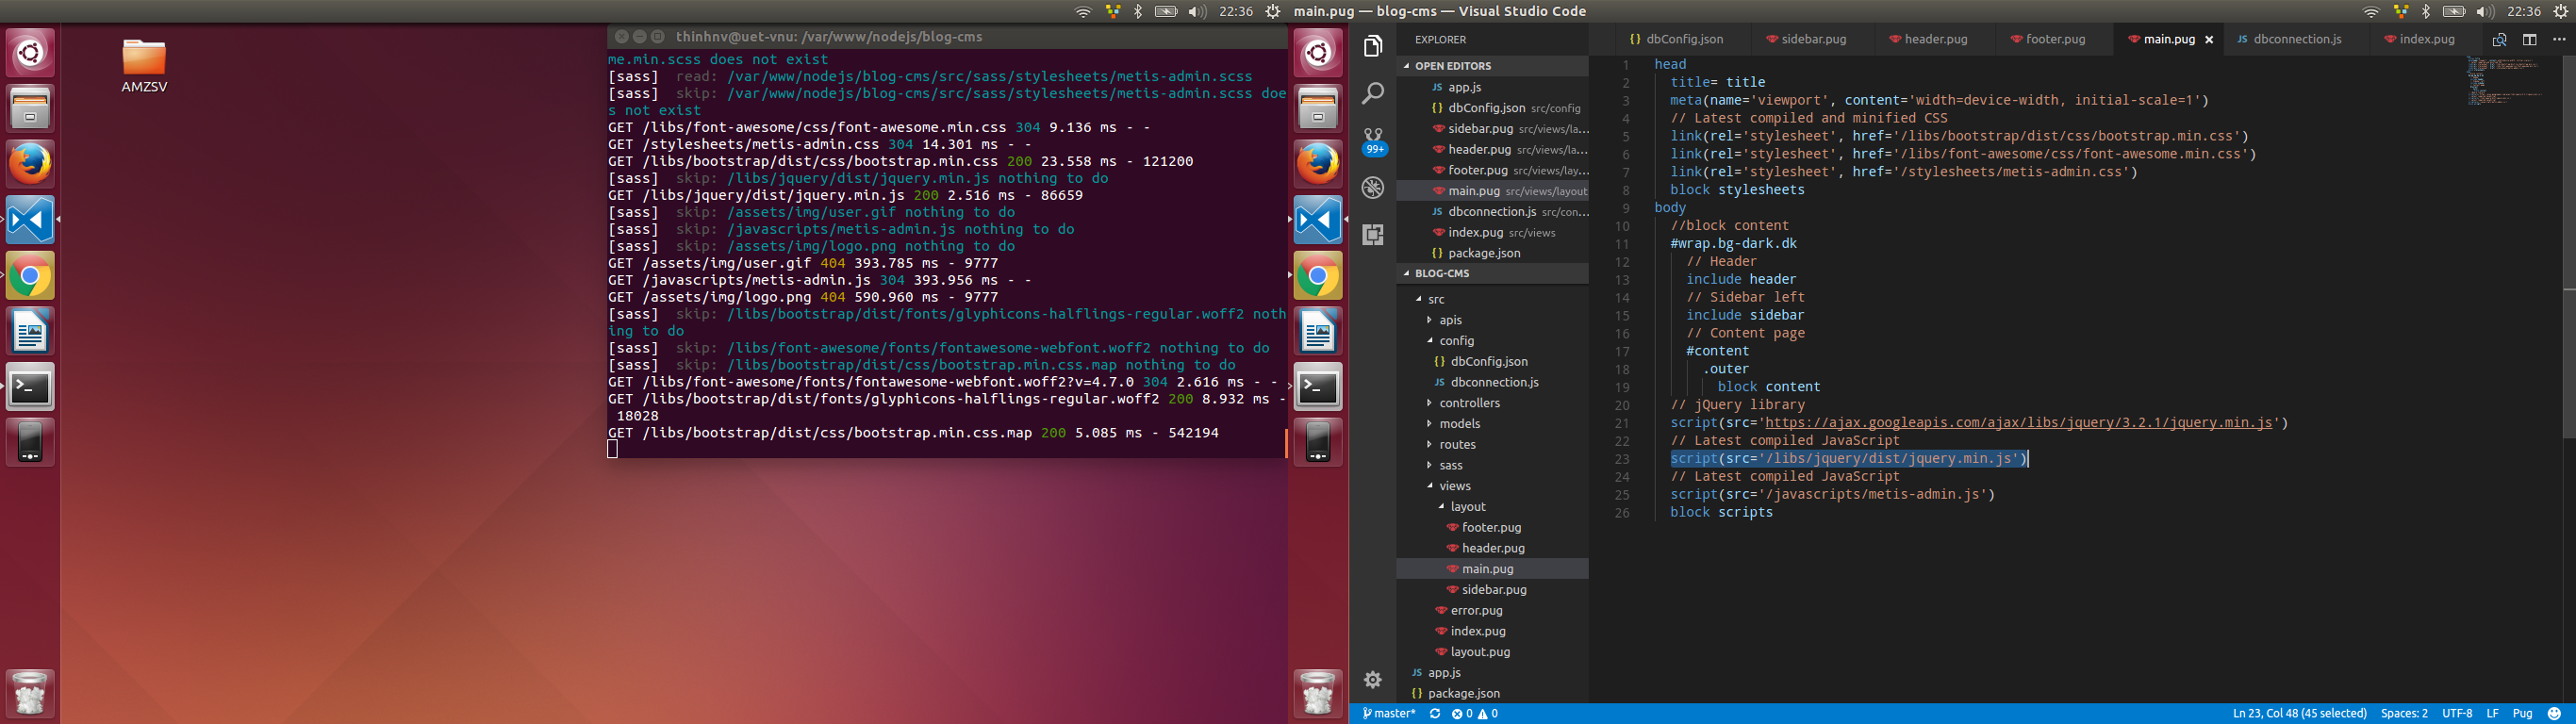 22:36
main.pug — blog-cms — Visual Studio Code
22:36
AMZSV
thinhnv@uet-vnu: /var/www/nodejs/blog-cms
me.min.scss does not exist
[sass]  read: /var/www/nodejs/blog-cms/src/sass/stylesheets/metis-admin.scss
[sass]  skip: /var/www/nodejs/blog-cms/src/sass/stylesheets/metis-admin.scss doe
s not exist
GET /libs/font-awesome/css/font-awesome.min.css 304 9.136 ms - -
GET /stylesheets/metis-admin.css 304 14.301 ms - -
GET /libs/bootstrap/dist/css/bootstrap.min.css 200 23.558 ms - 121200
[sass]  skip: /libs/jquery/dist/jquery.min.js nothing to do
GET /libs/jquery/dist/jquery.min.js 200 2.516 ms - 86659
[sass]  skip: /assets/img/user.gif nothing to do
[sass]  skip: /javascripts/metis-admin.js nothing to do
[sass]  skip: /assets/img/logo.png nothing to do
GET /assets/img/user.gif 404 393.785 ms - 9777
GET /javascripts/metis-admin.js 304 393.956 ms - -
GET /assets/img/logo.png 404 590.960 ms - 9777
[sass]  skip: /libs/bootstrap/dist/fonts/glyphicons-halflings-regular.woff2 noth
ing to do
[sass]  skip: /libs/font-awesome/fonts/fontawesome-webfont.woff2 nothing to do
[sass]  skip: /libs/bootstrap/dist/css/bootstrap.min.css.map nothing to do
GET /libs/font-awesome/fonts/fontawesome-webfont.woff2?v=4.7.0 304 2.616 ms - -
GET /libs/bootstrap/dist/fonts/glyphicons-halflings-regular.woff2 200 8.932 ms -
18028
GET /libs/bootstrap/dist/css/bootstrap.min.css.map 200 5.085 ms - 542194
EXPLORER
OPEN EDITORS
JS app.js
{} dbConfig.json src/config
sidebar.pug src/views/la...
header.pug src/views/la...
footer.pug src/views/lay...
main.pug src/views/layout
JS dbconnection.js src/con...
index.pug src/views
{} package.json
99+
BLOG-CMS
src
apis
config
{} dbConfig.json
JS dbconnection.js
controllers
models
routes
sass
views
layout
footer.pug
header.pug
main.pug
sidebar.pug
error.pug
index.pug
layout.pug
JS app.js
{} package.json
{} dbConfig.json
sidebar.pug
header.pug
footer.pug
main.pug
JS dbconnection.js
index.pug
1 head
2 title= title
3 meta(name='viewport', content='width=device-width, initial-scale=1')
4 // Latest compiled and minified CSS
5 link(rel='stylesheet', href='/libs/bootstrap/dist/css/bootstrap.min.css')
6 link(rel='stylesheet', href='/libs/font-awesome/css/font-awesome.min.css')
7 link(rel='stylesheet', href='/stylesheets/metis-admin.css')
8 block stylesheets
9 body
10 //block content
11 #wrap.bg-dark.dk
12 // Header
13 include header
14 // Sidebar left
15 include sidebar
16 // Content page
17 #content
18 .outer
19 block content
20 // jQuery library
21 script(src='https://ajax.googleapis.com/ajax/libs/jquery/3.2.1/jquery.min.js')
22 // Latest compiled JavaScript
23 script(src='/libs/jquery/dist/jquery.min.js')
24 // Latest compiled JavaScript
25 script(src='/javascripts/metis-admin.js')
26 block scripts
master* 0 0
Ln 23, Col 48 (45 selected) Spaces: 2 UTF-8 LF Pug